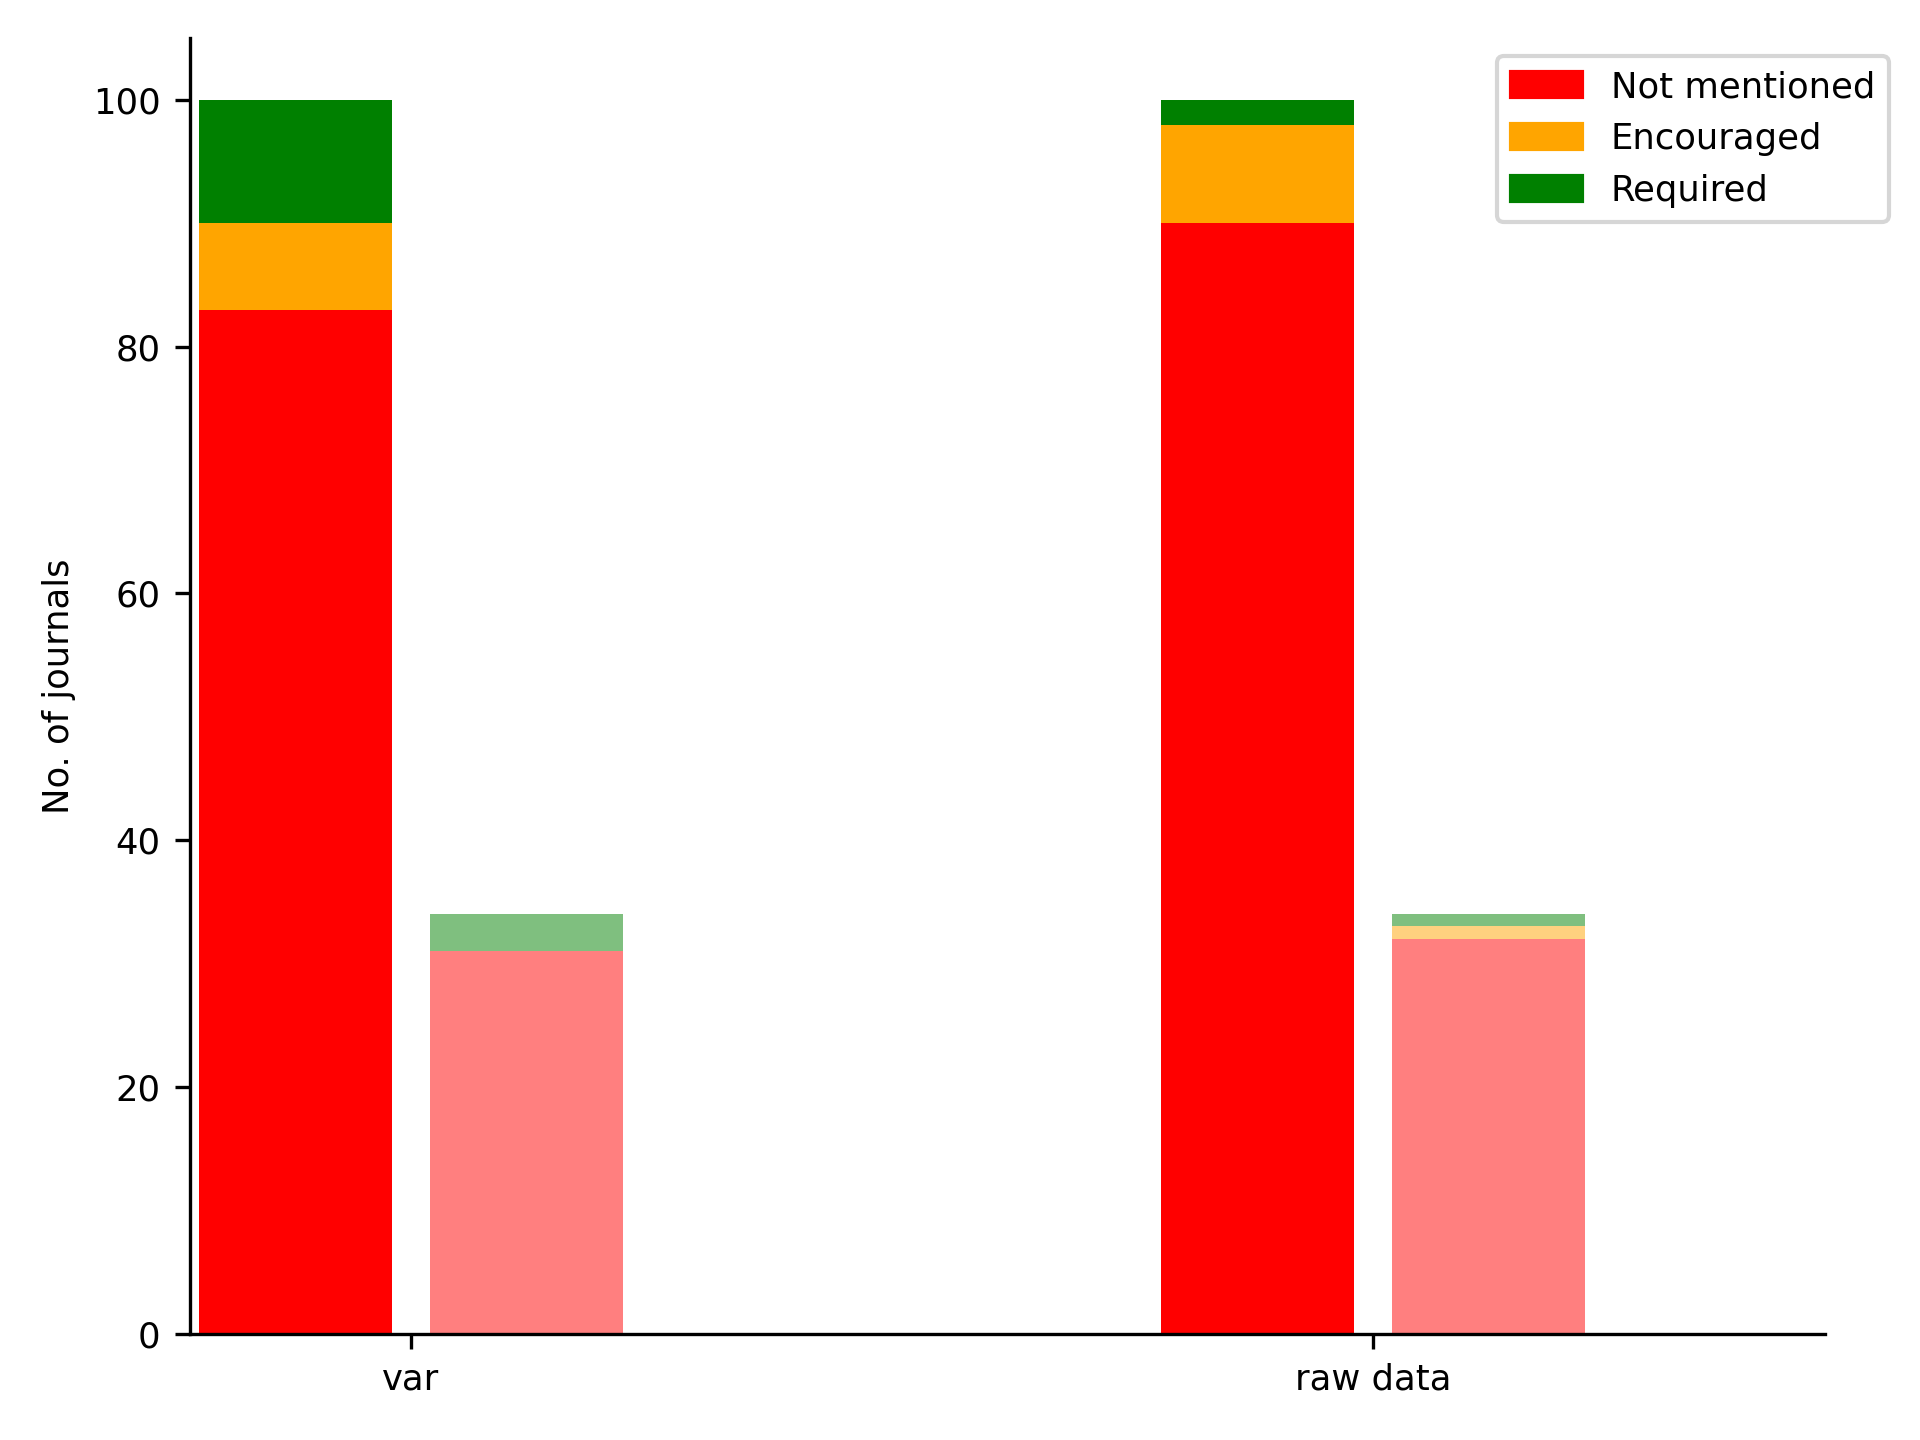 No. of journals
100
80
60
40
20
0
var
raw data
Not mentioned
Encouraged
Required